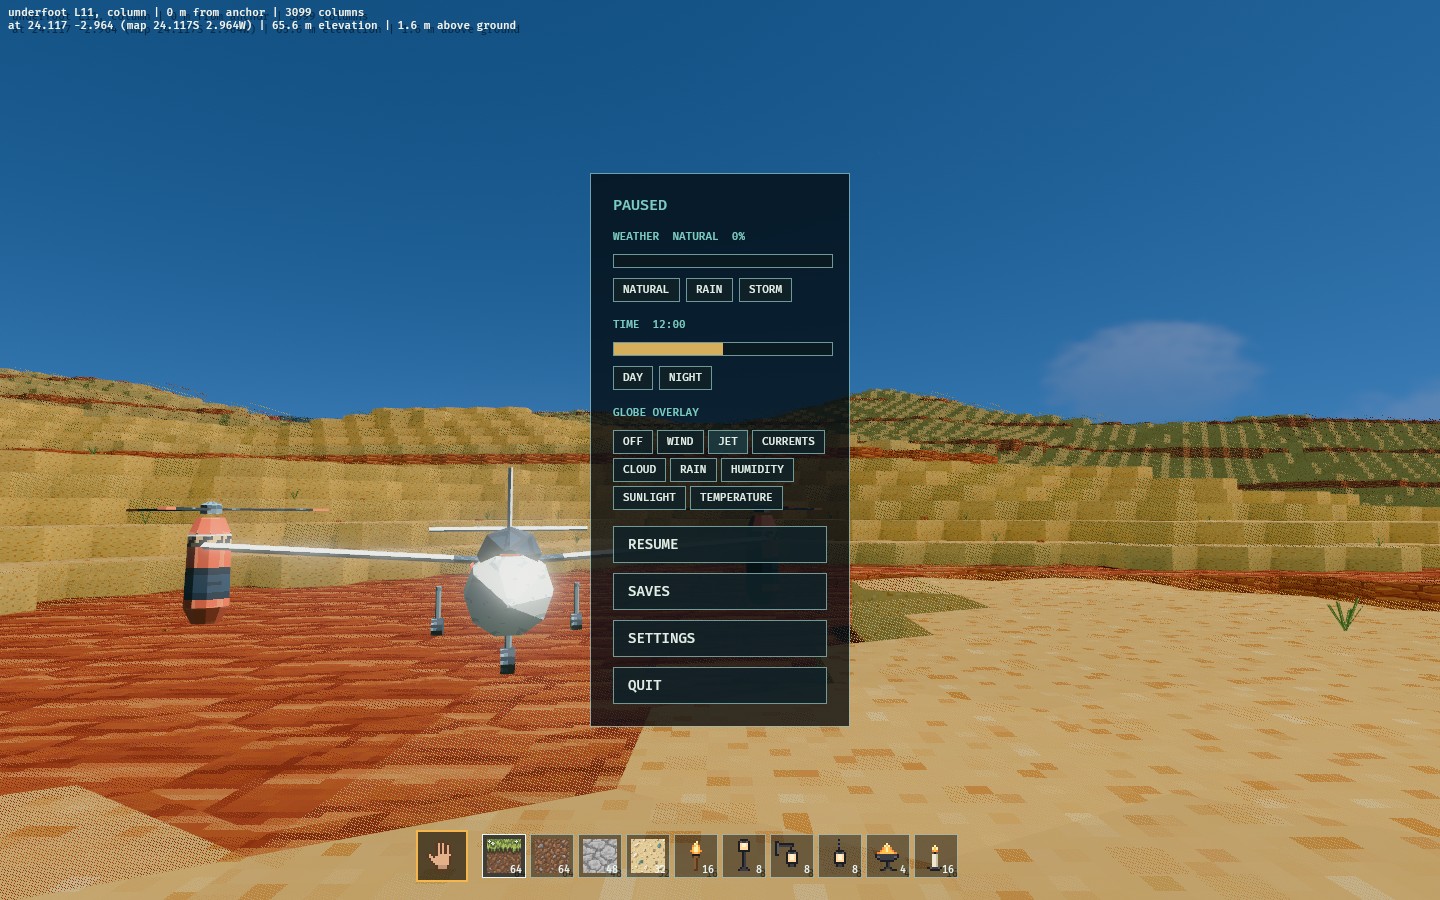 underfoot L11, column | 0 m from anchor | 3099 columns
at 24.117 -2.964 (map 24.117S 2.964W) | 65.6 m elevation | 1.6 m above ground
PAUSED
WEATHER NATURAL 0%
NATURAL RAIN STORM
TIME 12:00
DAY NIGHT
GLOBE OVERLAY
OFF WIND JET CURRENTS
CLOUD RAIN HUMIDITY
SUNLIGHT TEMPERATURE
RESUME
SAVES
SETTINGS
QUIT
64 64 48 32 16 8 8 8 4 16